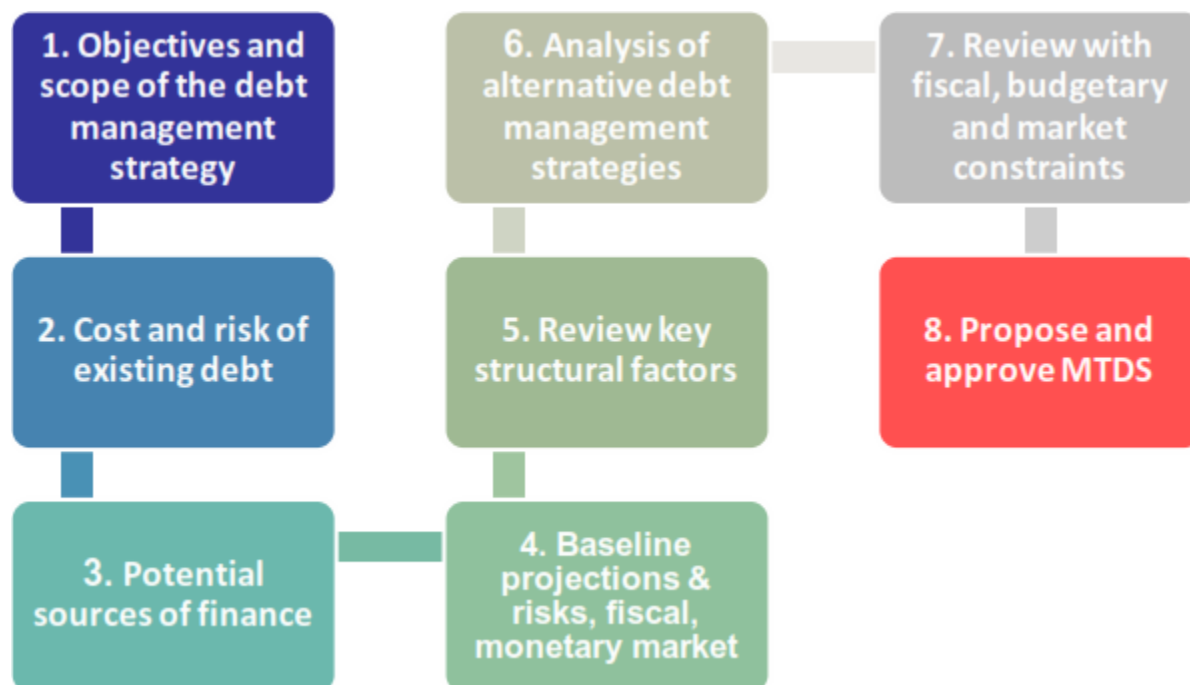 1. Objectives and
scope of the debt
management
strategy
2. Cost and risk of
existing debt
3. Potential
sources of finance
4. Baseline
projections &
risks, fiscal,
monetary market
5. Review key
structural factors
6. Analysis of
alternative debt
management
strategies
7. Review with
fiscal, budgetary
and market
constraints
8. Propose and
approve MTDS